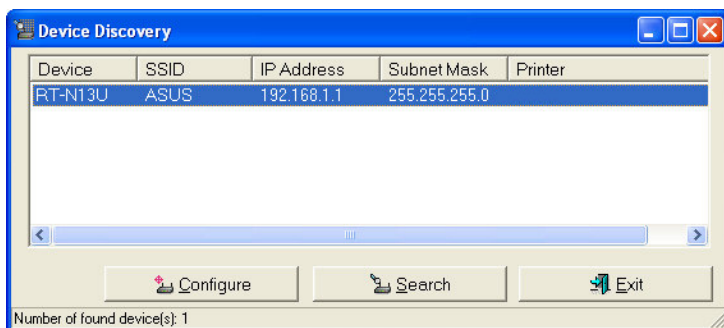 Device Discovery
Device SSID IP Address Subnet Mask Printer
RT-N13U ASUS 192.168.1.1 255.255.255.0
Configure Search Exit
Number of found device(s): 1